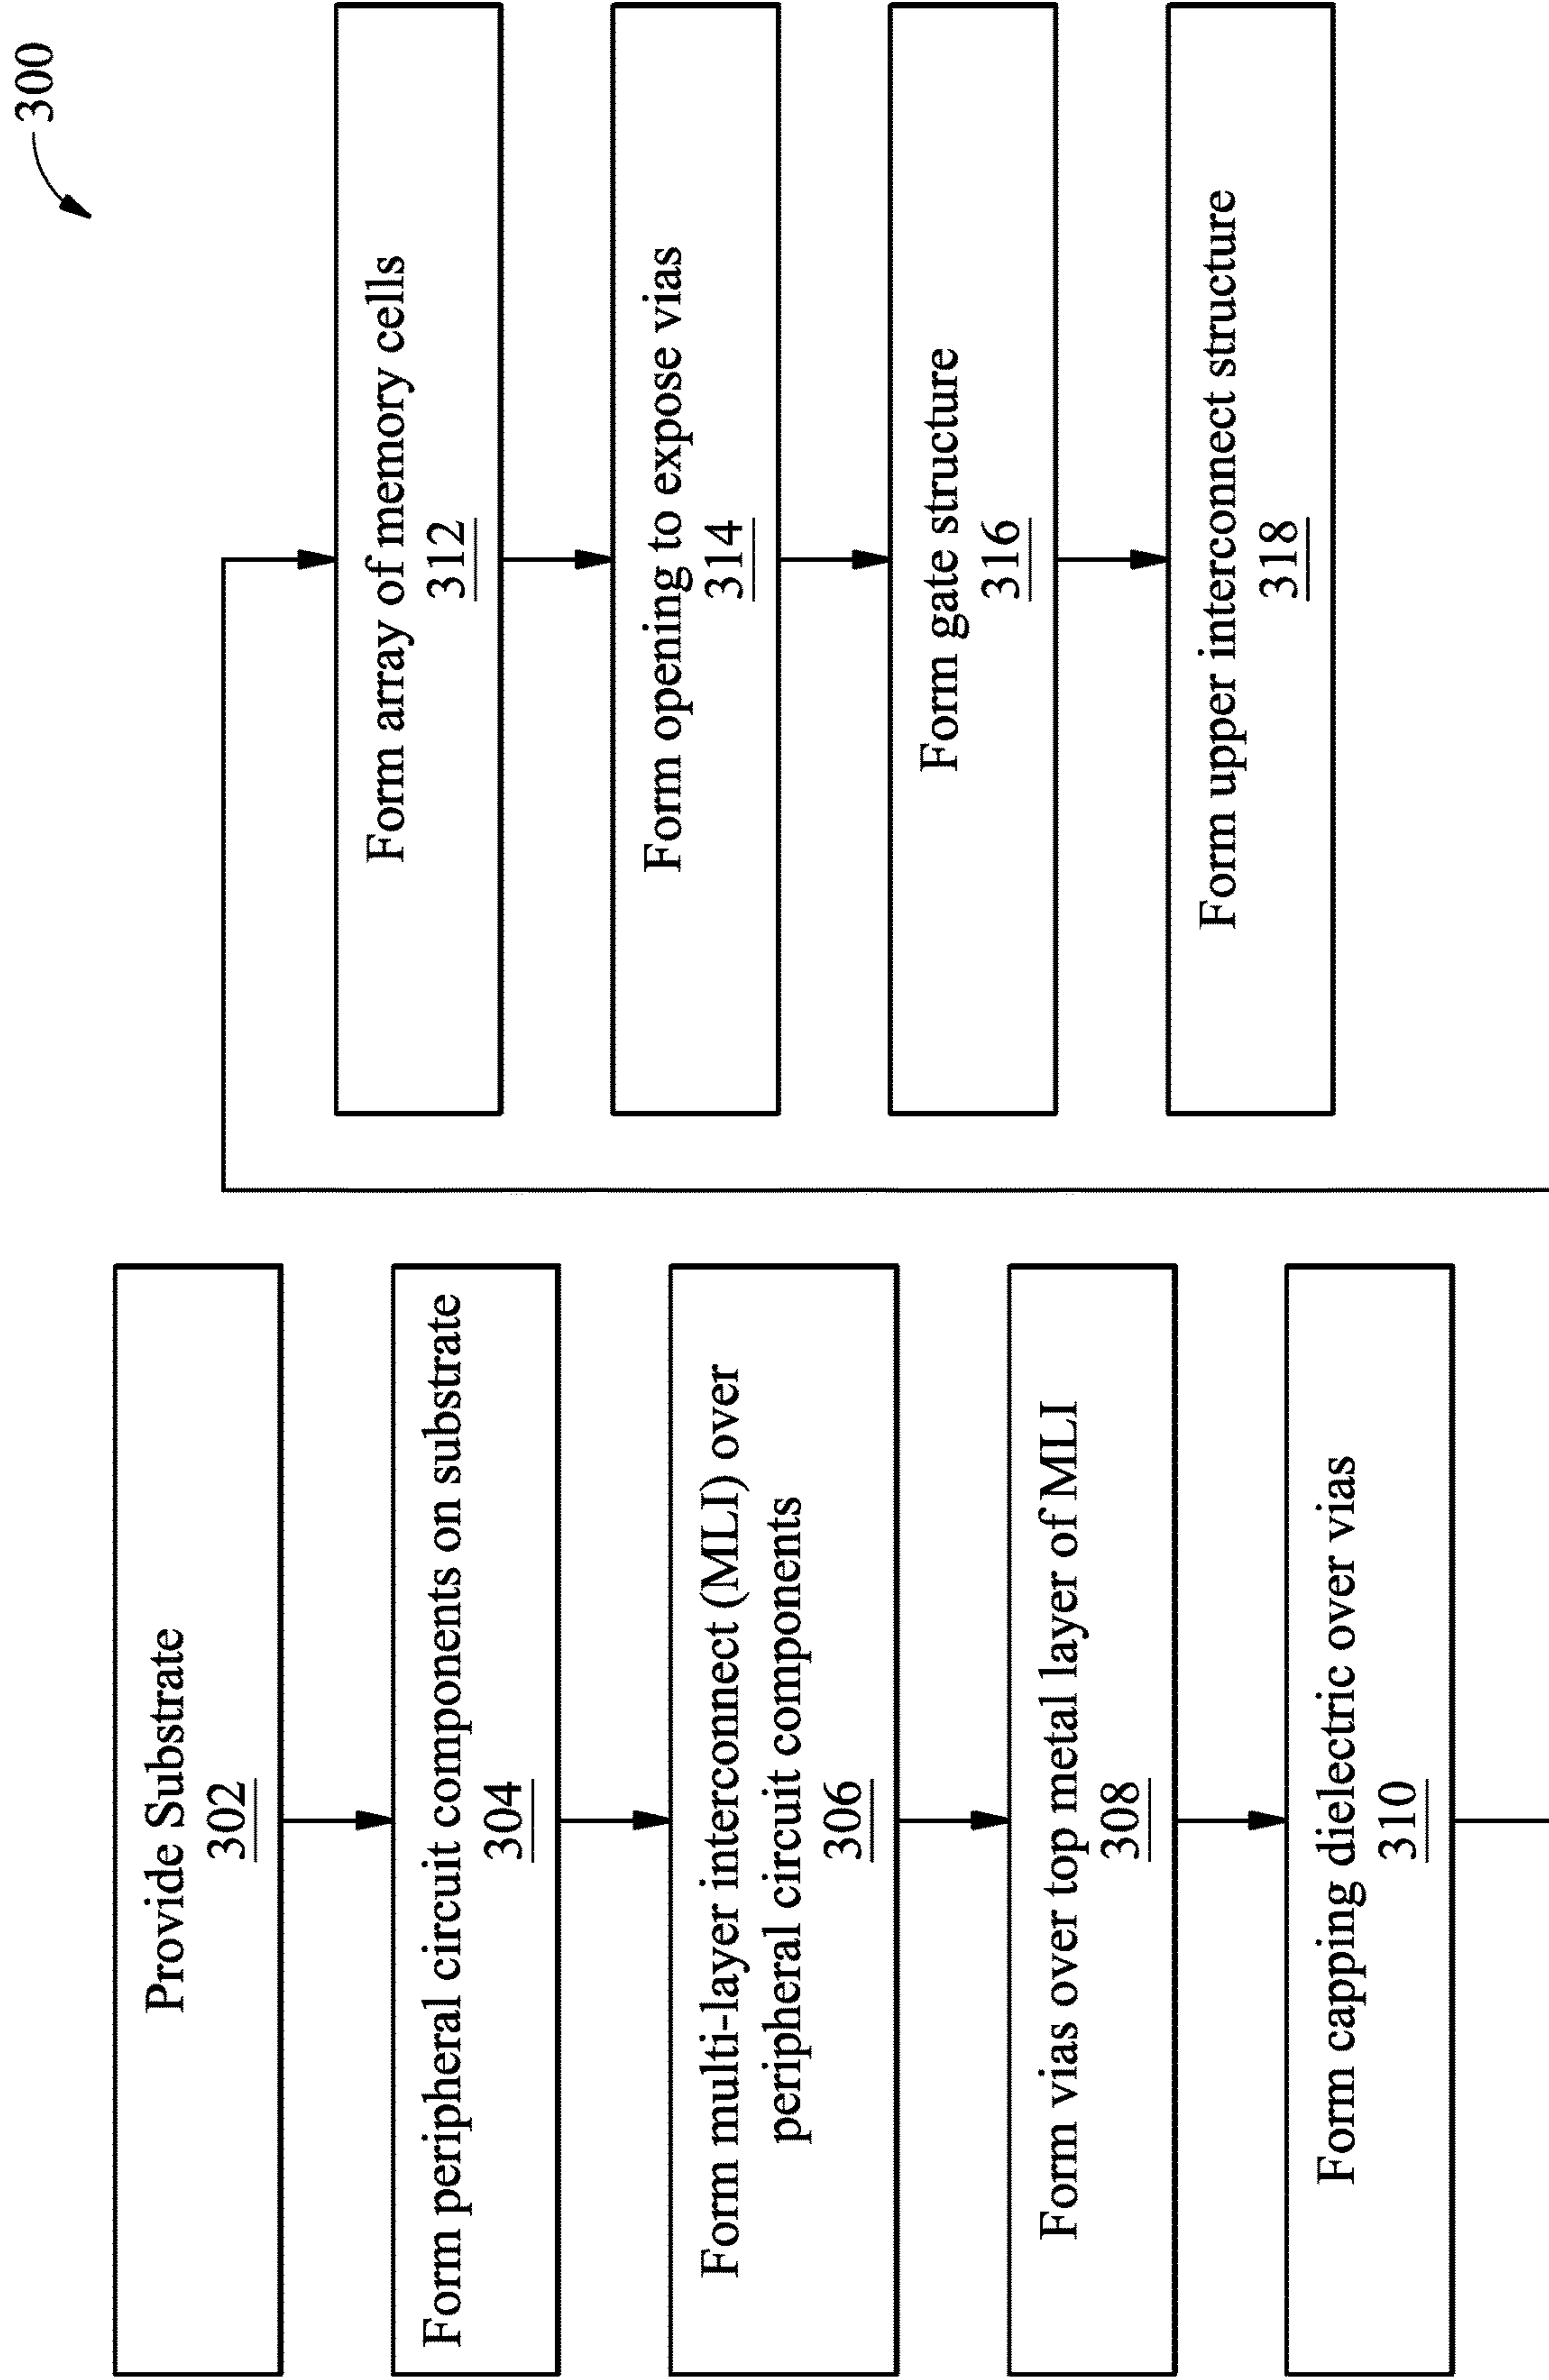 300
Provide Substrate
302
Form peripheral circuit components on substrate
304
Form multi-layer interconnect (MLI) over
peripheral circuit components
306
Form vias over top metal layer of MLI
308
Form capping dielectric over vias
310
Form array of memory cells
312
Form opening to expose vias
314
Form gate structure
316
Form upper interconnect structure
318